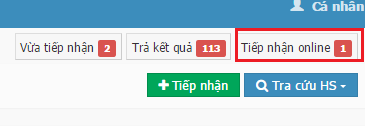 Cá nhân
Vừa tiếp nhận 2 Trả kết quả 113 Tiếp nhận online 1
+ Tiếp nhận Tra cứu HS